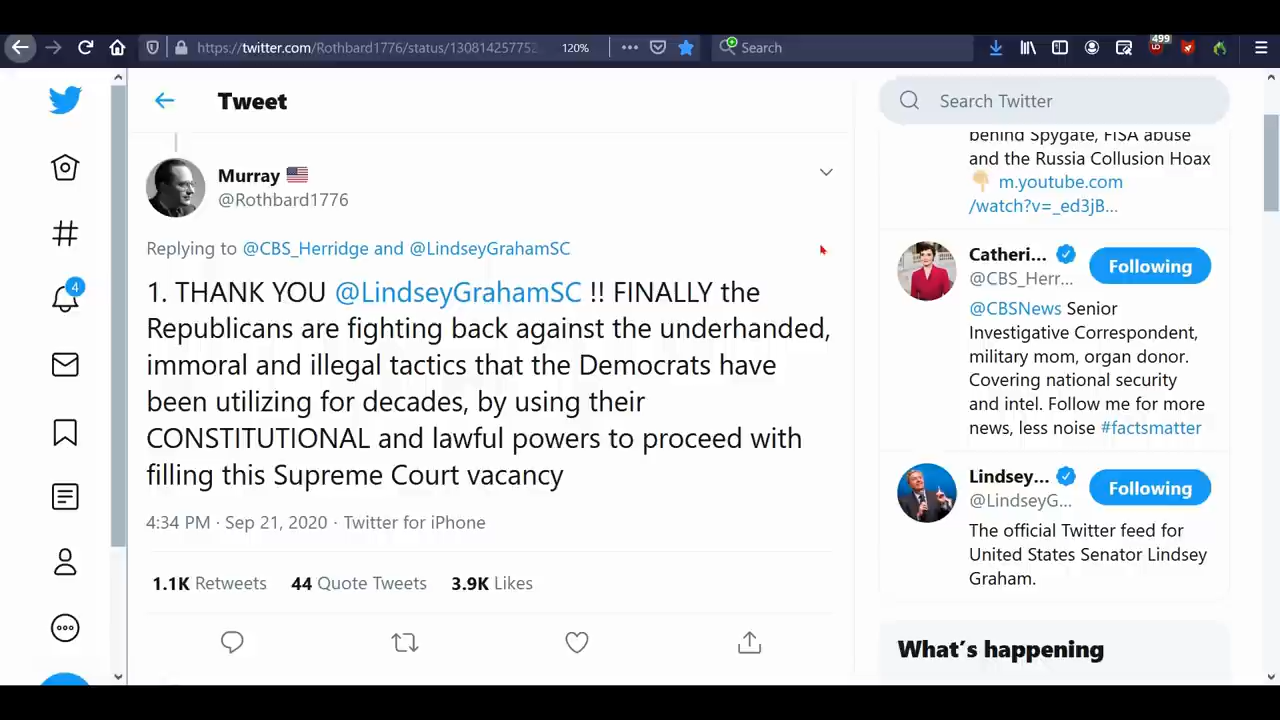 https://twitter.com/Rothbard1776/status/130814257752
120%
Search
499
Tweet
Search Twitter
Murray
@Rothbard1776
Replying to @CBS_Herridge and @LindseyGrahamSC
1. THANK YOU @LindseyGrahamSC !! FINALLY the
Republicans are fighting back against the underhanded,
immoral and illegal tactics that the Democrats have
been utilizing for decades, by using their
CONSTITUTIONAL and lawful powers to proceed with
filling this Supreme Court vacancy
4:34 PM · Sep 21, 2020 · Twitter for iPhone
1.1K Retweets 44 Quote Tweets 3.9K Likes
4
behind Spygate, FISA abuse
and the Russia Collusion Hoax
m.youtube.com
/watch?v=_ed3jB...
Catheri...
@CBS_Herr...
Following
@CBSNews Senior
Investigative Correspondent,
military mom, organ donor.
Covering national security
and intel. Follow me for more
news, less noise #factsmatter
Lindsey...
@LindseyG...
Following
The official Twitter feed for
United States Senator Lindsey
Graham.
What's happening